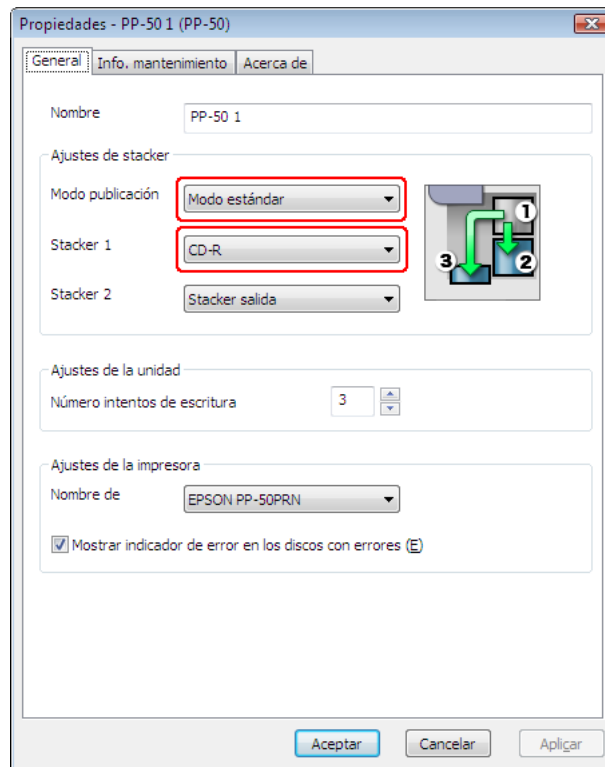 Propiedades - PP-50 1 (PP-50)
General Info. mantenimiento Acerca de
Nombre PP-50 1
Ajustes de stacker
Modo publicación Modo estándar
Stacker 1 CD-R
Stacker 2 Stacker salida
1
3 2
Ajustes de la unidad
Número intentos de escritura 3
Ajustes de la impresora
Nombre de EPSON PP-50PRN
Mostrar indicador de error en los discos con errores (E)
Aceptar Cancelar Aplicar